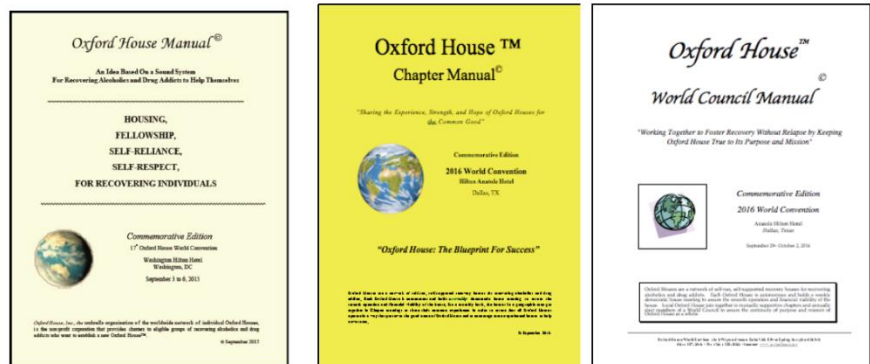 Oxford House Manual©
An Idea Based On a Sound System
For Recovering Alcoholics and Drug Addicts to Help Themselves
HOUSING,
FELLOWSHIP,
SELF-RELIANCE,
SELF-RESPECT,
FOR RECOVERING INDIVIDUALS
Commemorative Edition
17th Oxford House World Convention
Washington Hilton Hotel
Washington, DC
September 3 to 6, 2015
Oxford House, Inc., the umbrella organization of the worldwide network of individual Oxford Houses,
is the nonprofit corporation that provides charters to eligible groups of recovering alcoholics and drug
addicts who want to establish a new Oxford House™.
© September 2015
Oxford House ™
Chapter Manual©
"Sharing the Experience, Strength, and Hope of Oxford Houses for
the Common Good"
Commemorative Edition
2016 World Convention
Hilton Anatole Hotel
Dallas, TX
"Oxford House: The Blueprint For Success"
Oxford House™
©
World Council Manual
"Working Together to Foster Recovery Without Relapse by Keeping
Oxford House True to Its Purpose and Mission"
Commemorative Edition
2016 World Convention
Anatole Hilton Hotel
Dallas, Texas
September 29- October 2, 2016